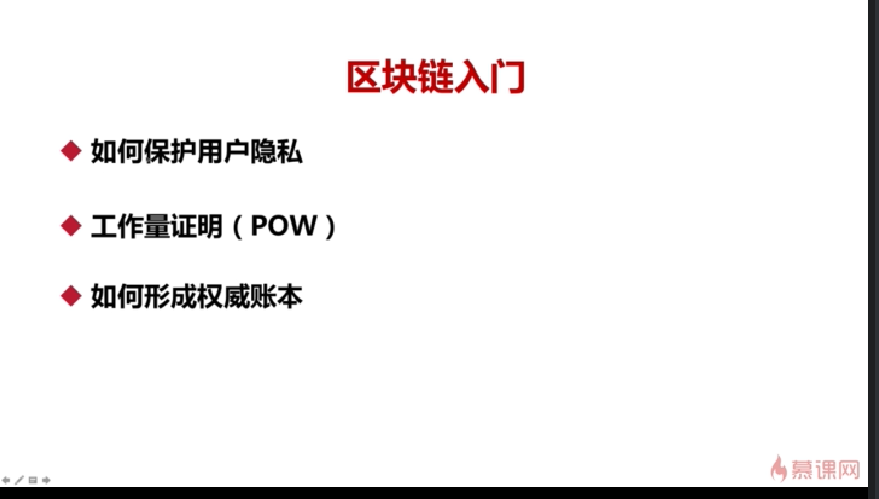 区块链入门
如何保护用户隐私
工作量证明（POW）
如何形成权威账本
慕课网